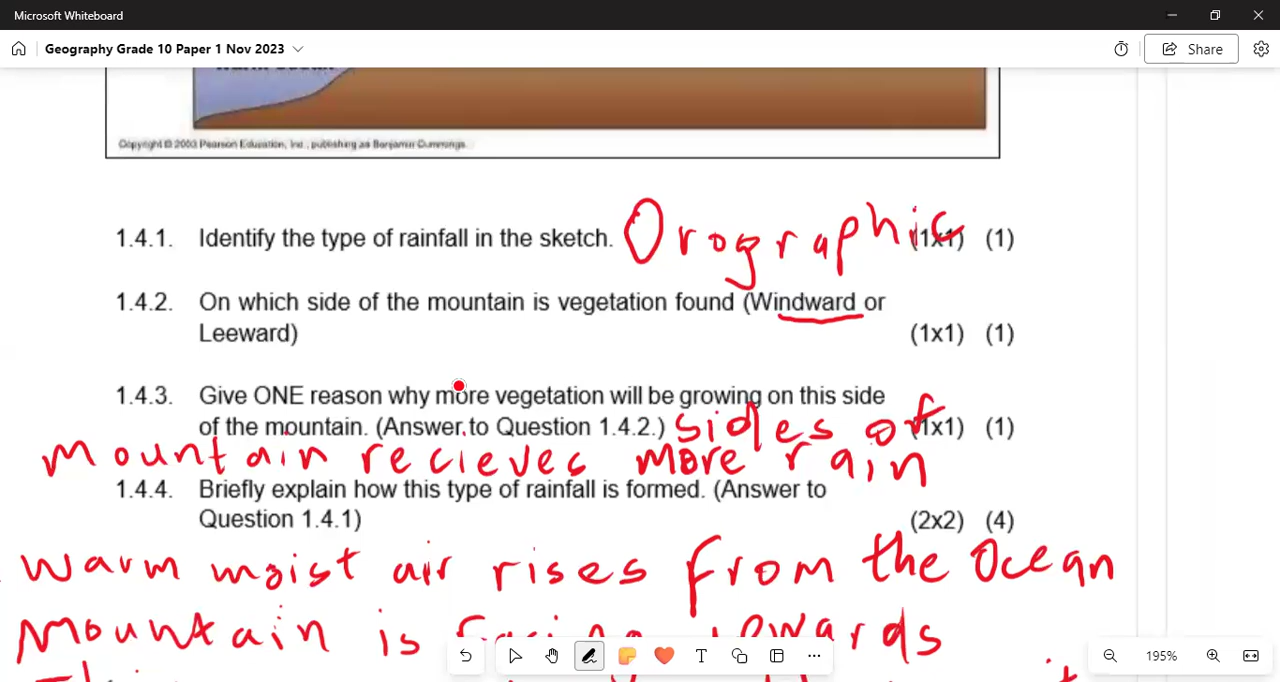 Microsoft Whiteboard
Geography Grade 10 Paper 1 Nov 2023
Share
Copyright © 2003 Pearson Education, Inc., publishing as Benjamin Cummings.
1.4.1. Identify the type of rainfall in the sketch. Orographic (1x1) (1)
1.4.2. On which side of the mountain is vegetation found (Windward or
Leeward) (1x1) (1)
1.4.3. Give ONE reason why more vegetation will be growing on this side
of the mountain. (Answer to Question 1.4.2.) sides of (1x1) (1)
mountain recieves more rain
1.4.4. Briefly explain how this type of rainfall is formed. (Answer to
Question 1.4.1) (2x2) (4)
warm moist air rises from the Ocean
Mountain is facing towards
195%